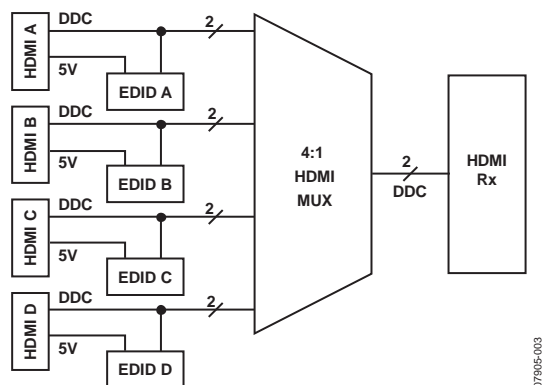 HDMI A
DDC
2
5V
EDID A
HDMI B
DDC
2
5V
EDID B
HDMI C
DDC
2
5V
EDID C
HDMI D
DDC
2
5V
EDID D
4:1
HDMI
MUX
2
DDC
HDMI
Rx
07905-003